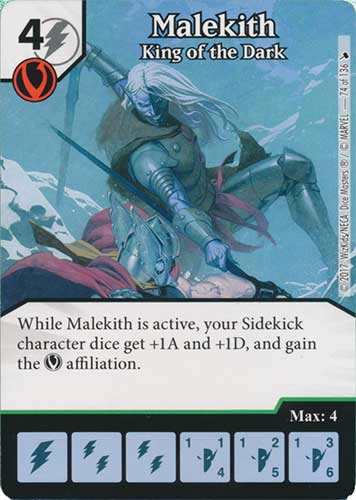 4
Malekith
King of the Dark
©2017 WizKids/NECA. Dice Masters ® / © MARVEL — 74 of 136
While Malekith is active, your Sidekick
character dice get +1A and +1D, and gain
the affiliation.
Max: 4
1 1 4
1 2 5
1 3 6